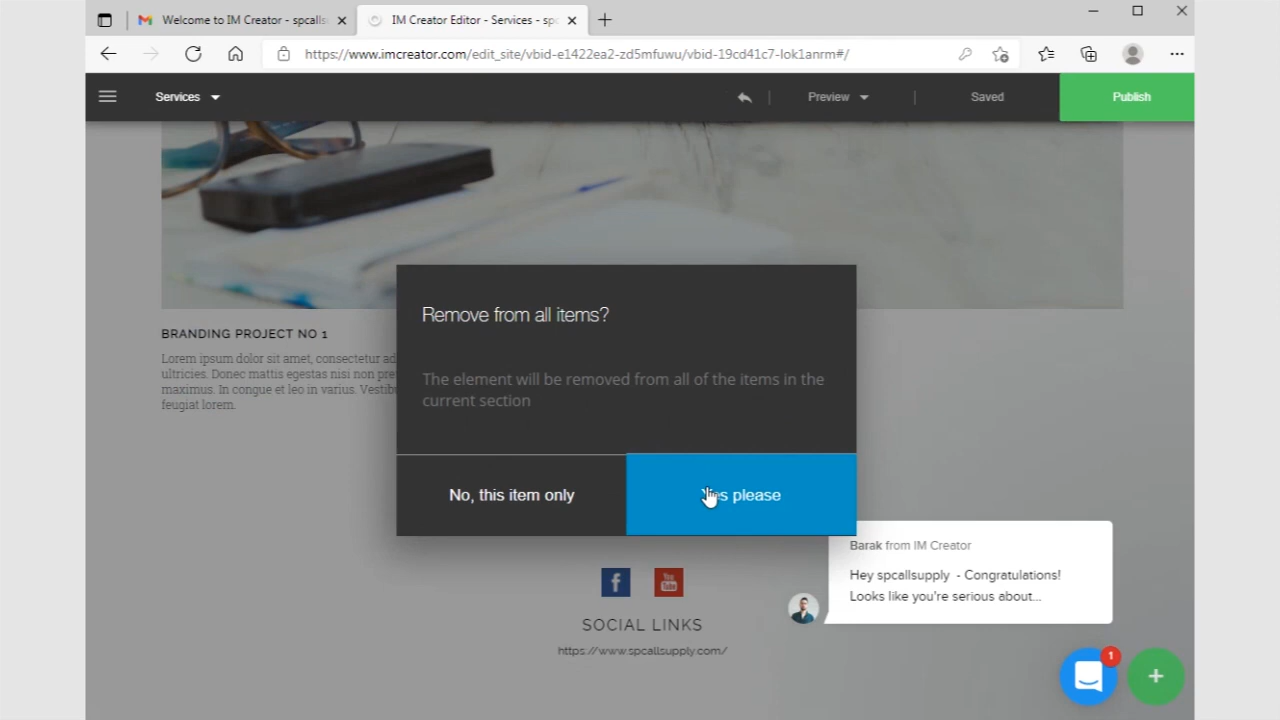 Welcome to IM Creator - spcalls
IM Creator Editor - Services - spc
https://www.imcreator.com/edit_site/vbid-e1422ea2-zd5mfuwu/vbid-19cd41c7-lok1anrm#/
Services
Preview
Saved
Publish
Remove from all items?
BRANDING PROJECT NO 1
Lorem ipsum dolor sit amet, consectetur ad
ultricies. Donec mattis egestas nisi non pre
maximus. In congue et leo in varius. Vestib
feugiat lorem.
The element will be removed from all of the items in the
current section
No, this item only
Yes please
Barak from IM Creator
Hey spcallsupply - Congratulations!
Looks like you're serious about...
SOCIAL LINKS
https://www.spcallsupply.com/
1